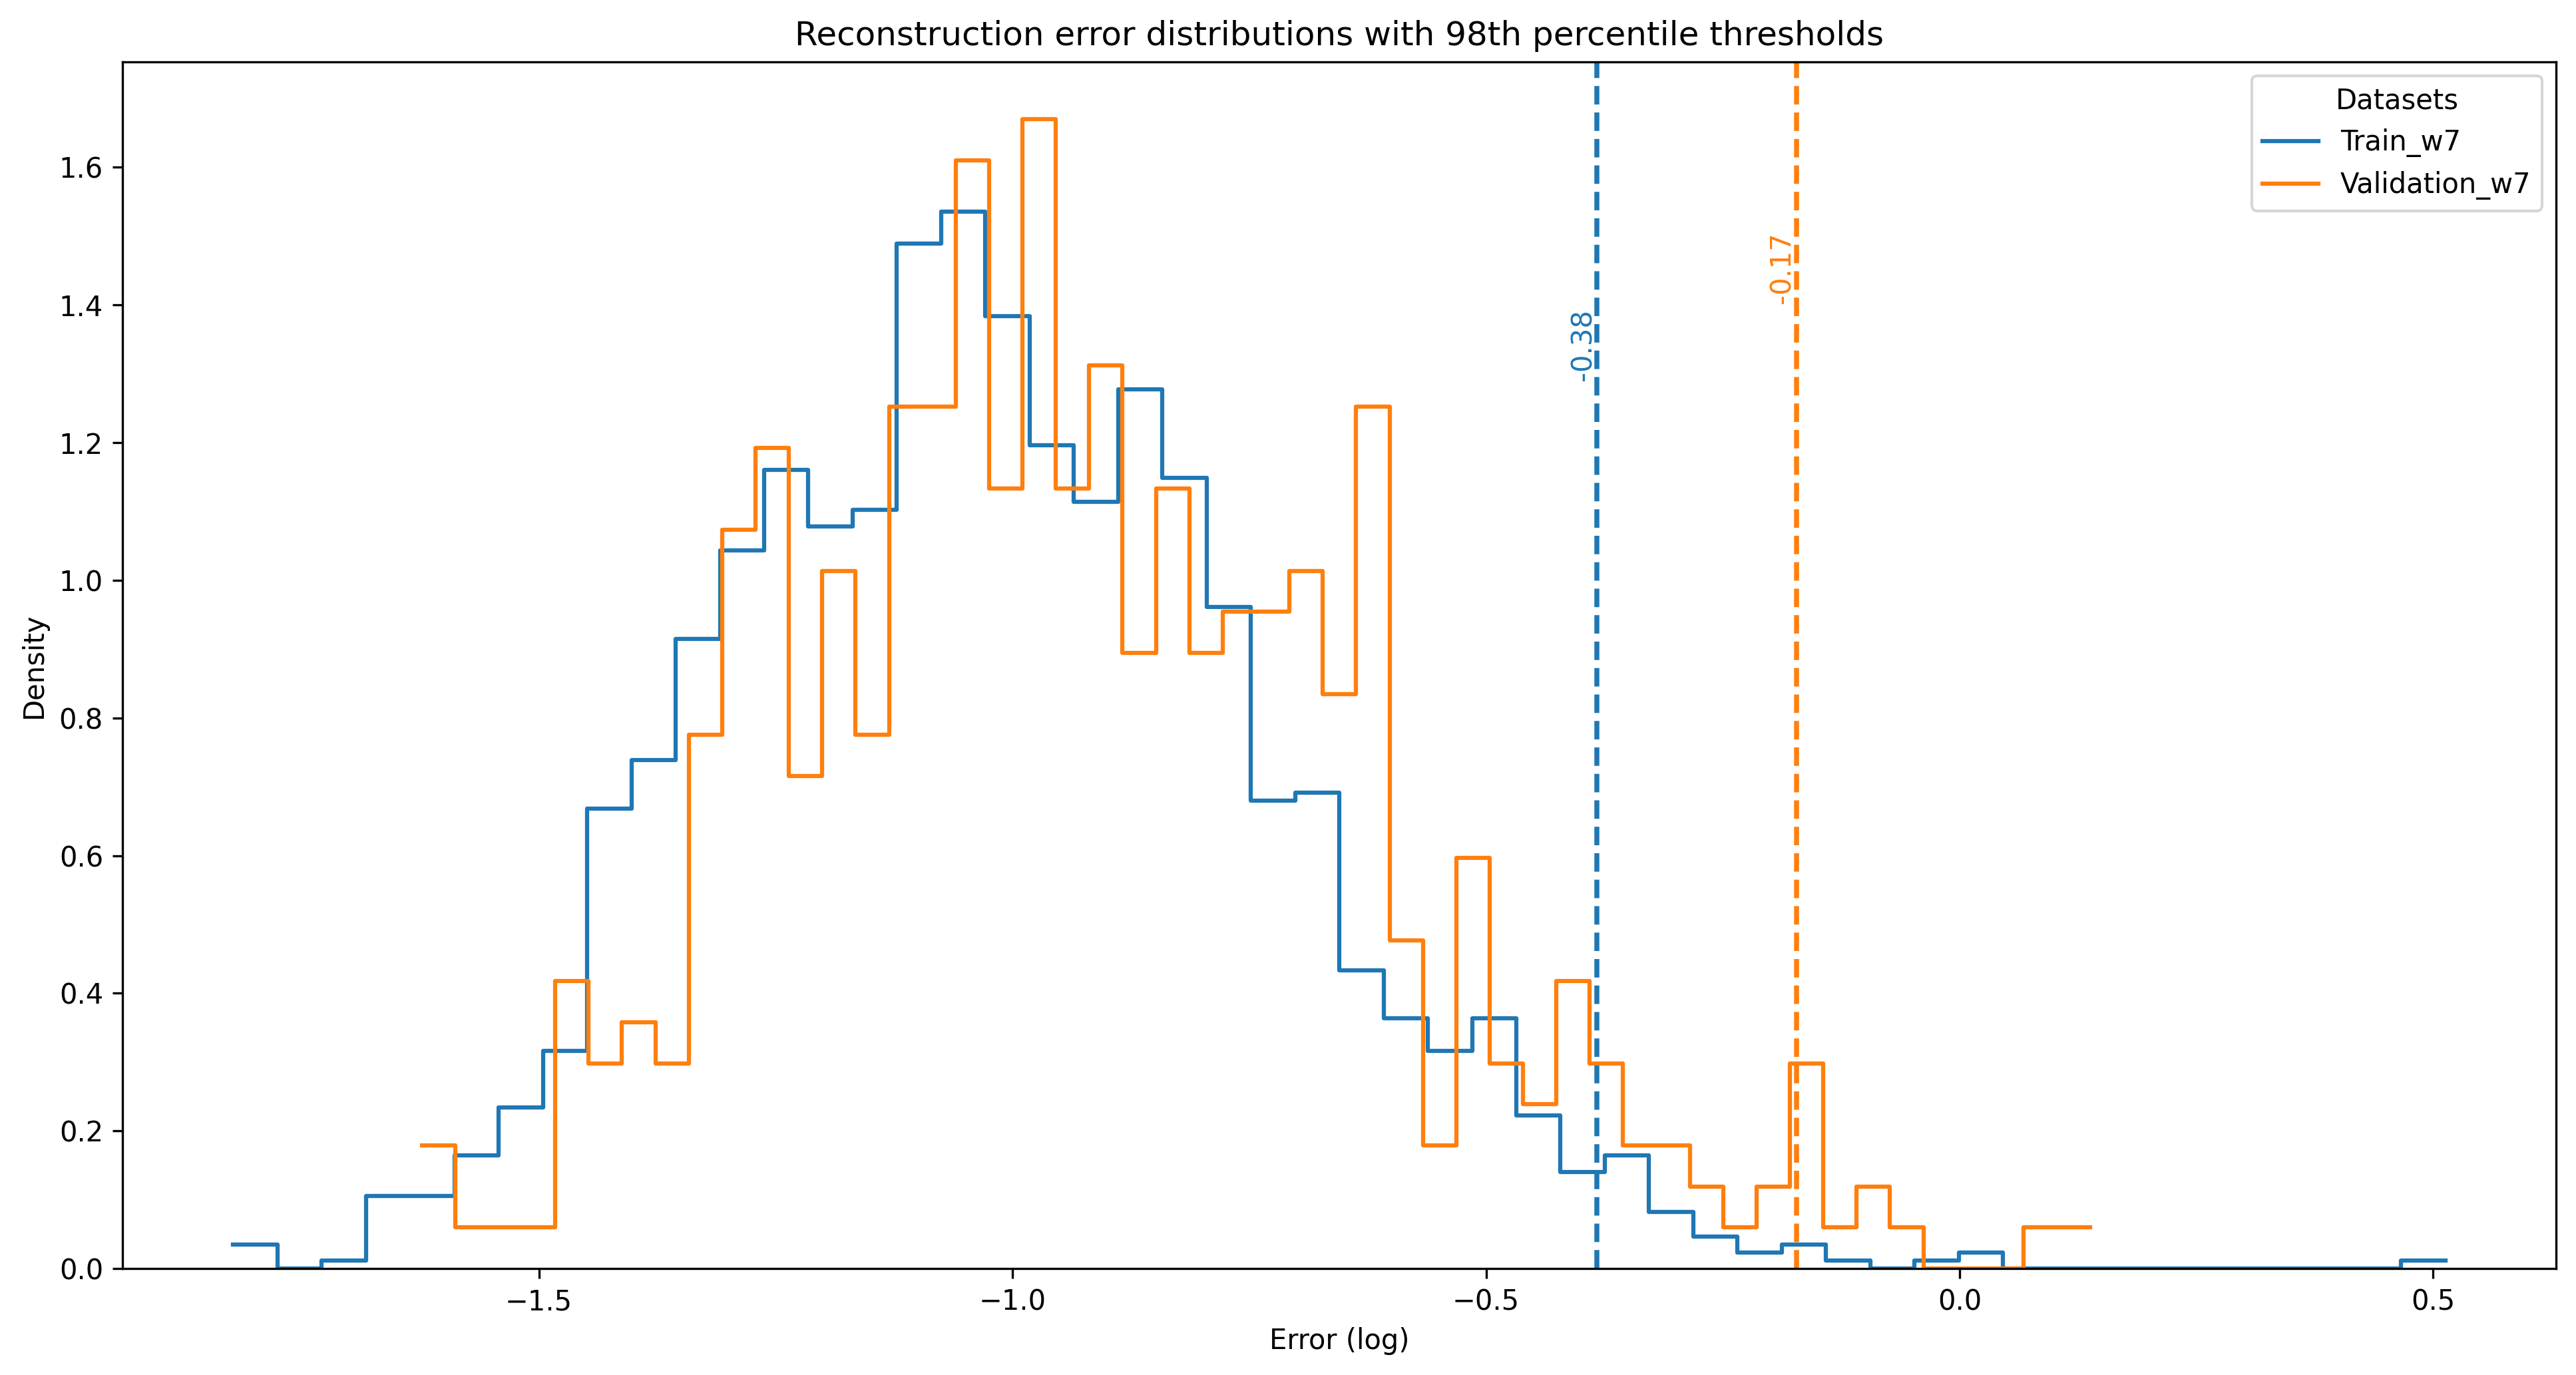 Reconstruction error distributions with 98th percentile thresholds
Datasets
Train_w7
Validation_w7
-0.38
-0.17
Density
1.6
1.4
1.2
1.0
0.8
0.6
0.4
0.2
0.0
−1.5
−1.0
−0.5
0.0
0.5
Error (log)